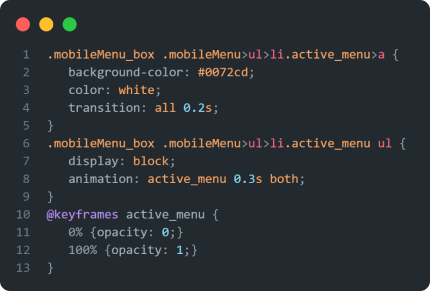 1 .mobileMenu_box .mobileMenu>ul>li.active_menu>a {
2 background-color: #0072cd;
3 color: white;
4 transition: all 0.2s;
5 }
6 .mobileMenu_box .mobileMenu>ul>li.active_menu ul {
7 display: block;
8 animation: active_menu 0.3s both;
9 }
10 @keyframes active_menu {
11 0% {opacity: 0;}
12 100% {opacity: 1;}
13 }